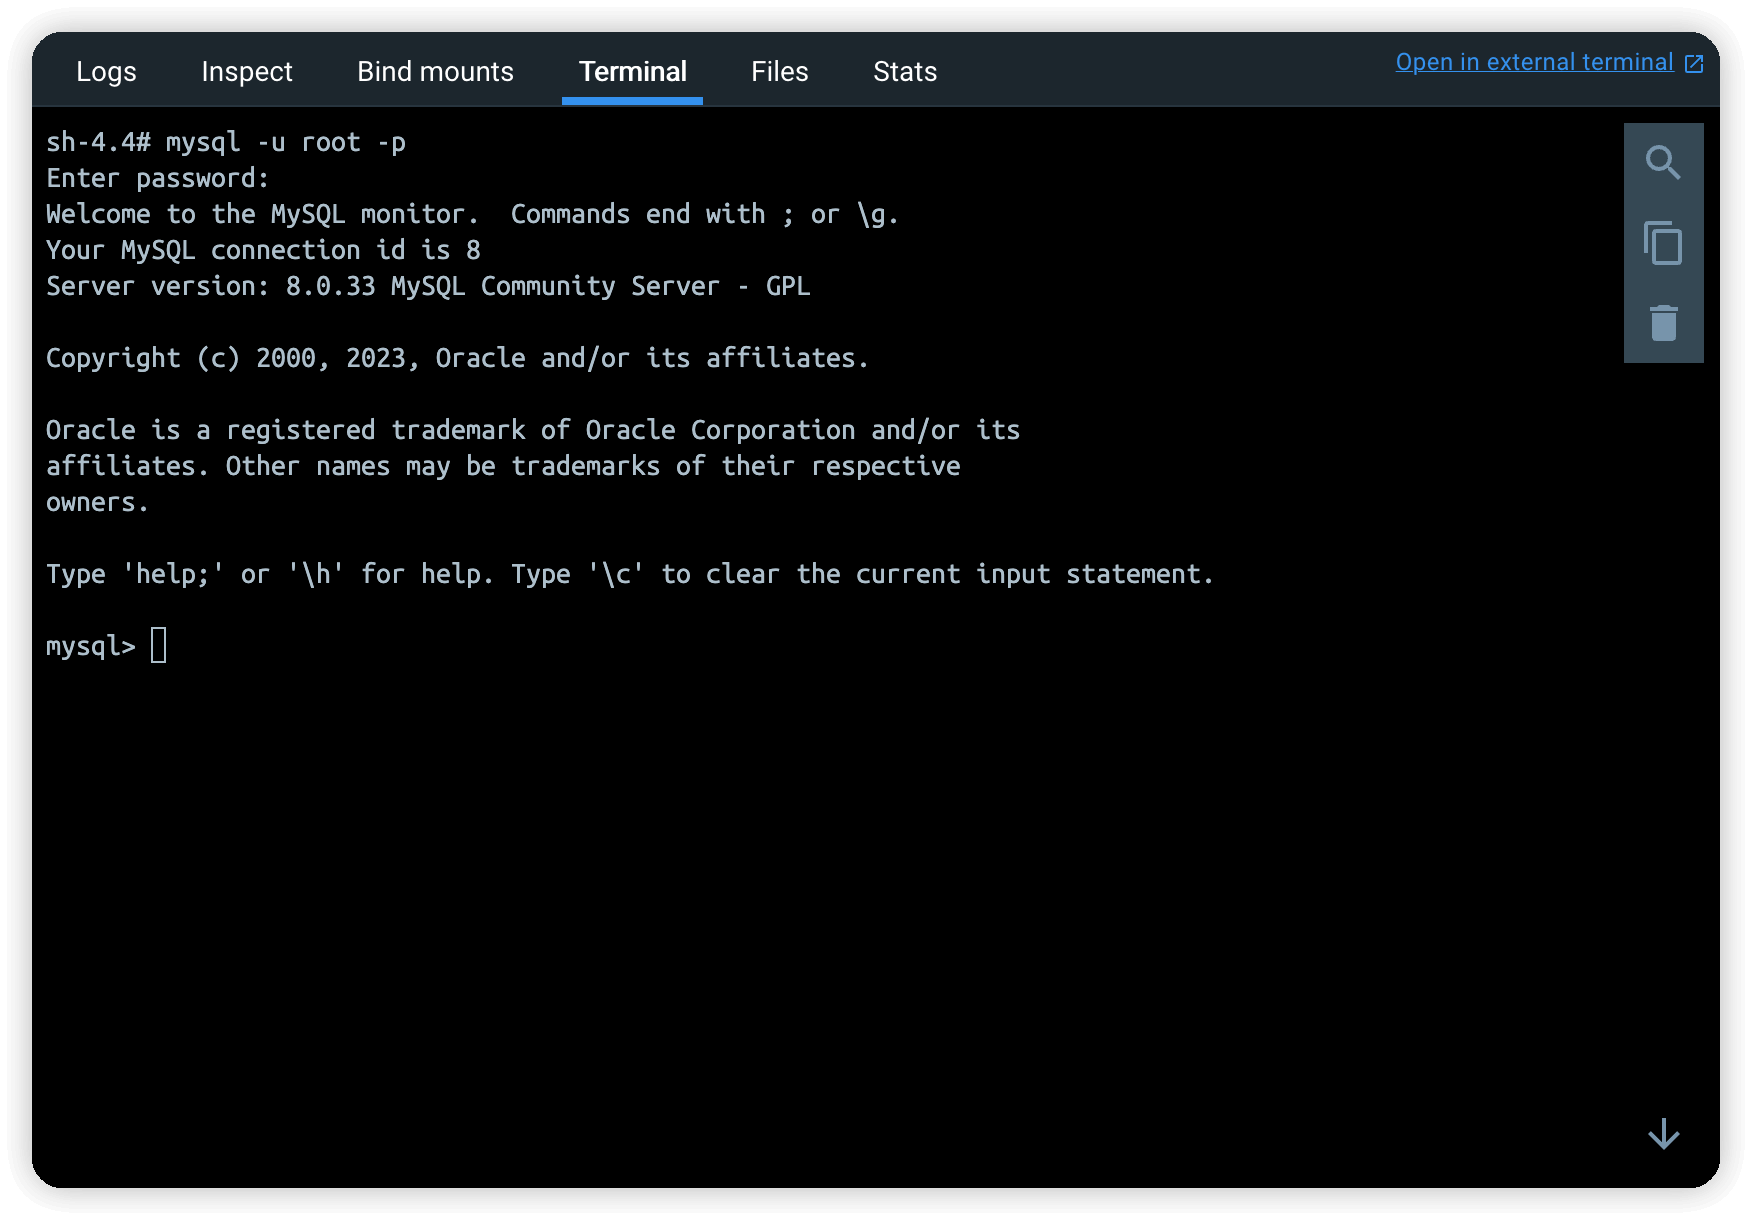 Logs Inspect Bind mounts Terminal Files Stats Open in external terminal
sh-4.4# mysql -u root -p
Enter password:
Welcome to the MySQL monitor.  Commands end with ; or \g.
Your MySQL connection id is 8
Server version: 8.0.33 MySQL Community Server - GPL
Copyright (c) 2000, 2023, Oracle and/or its affiliates.
Oracle is a registered trademark of Oracle Corporation and/or its
affiliates. Other names may be trademarks of their respective
owners.
Type 'help;' or '\h' for help. Type '\c' to clear the current input statement.
mysql>